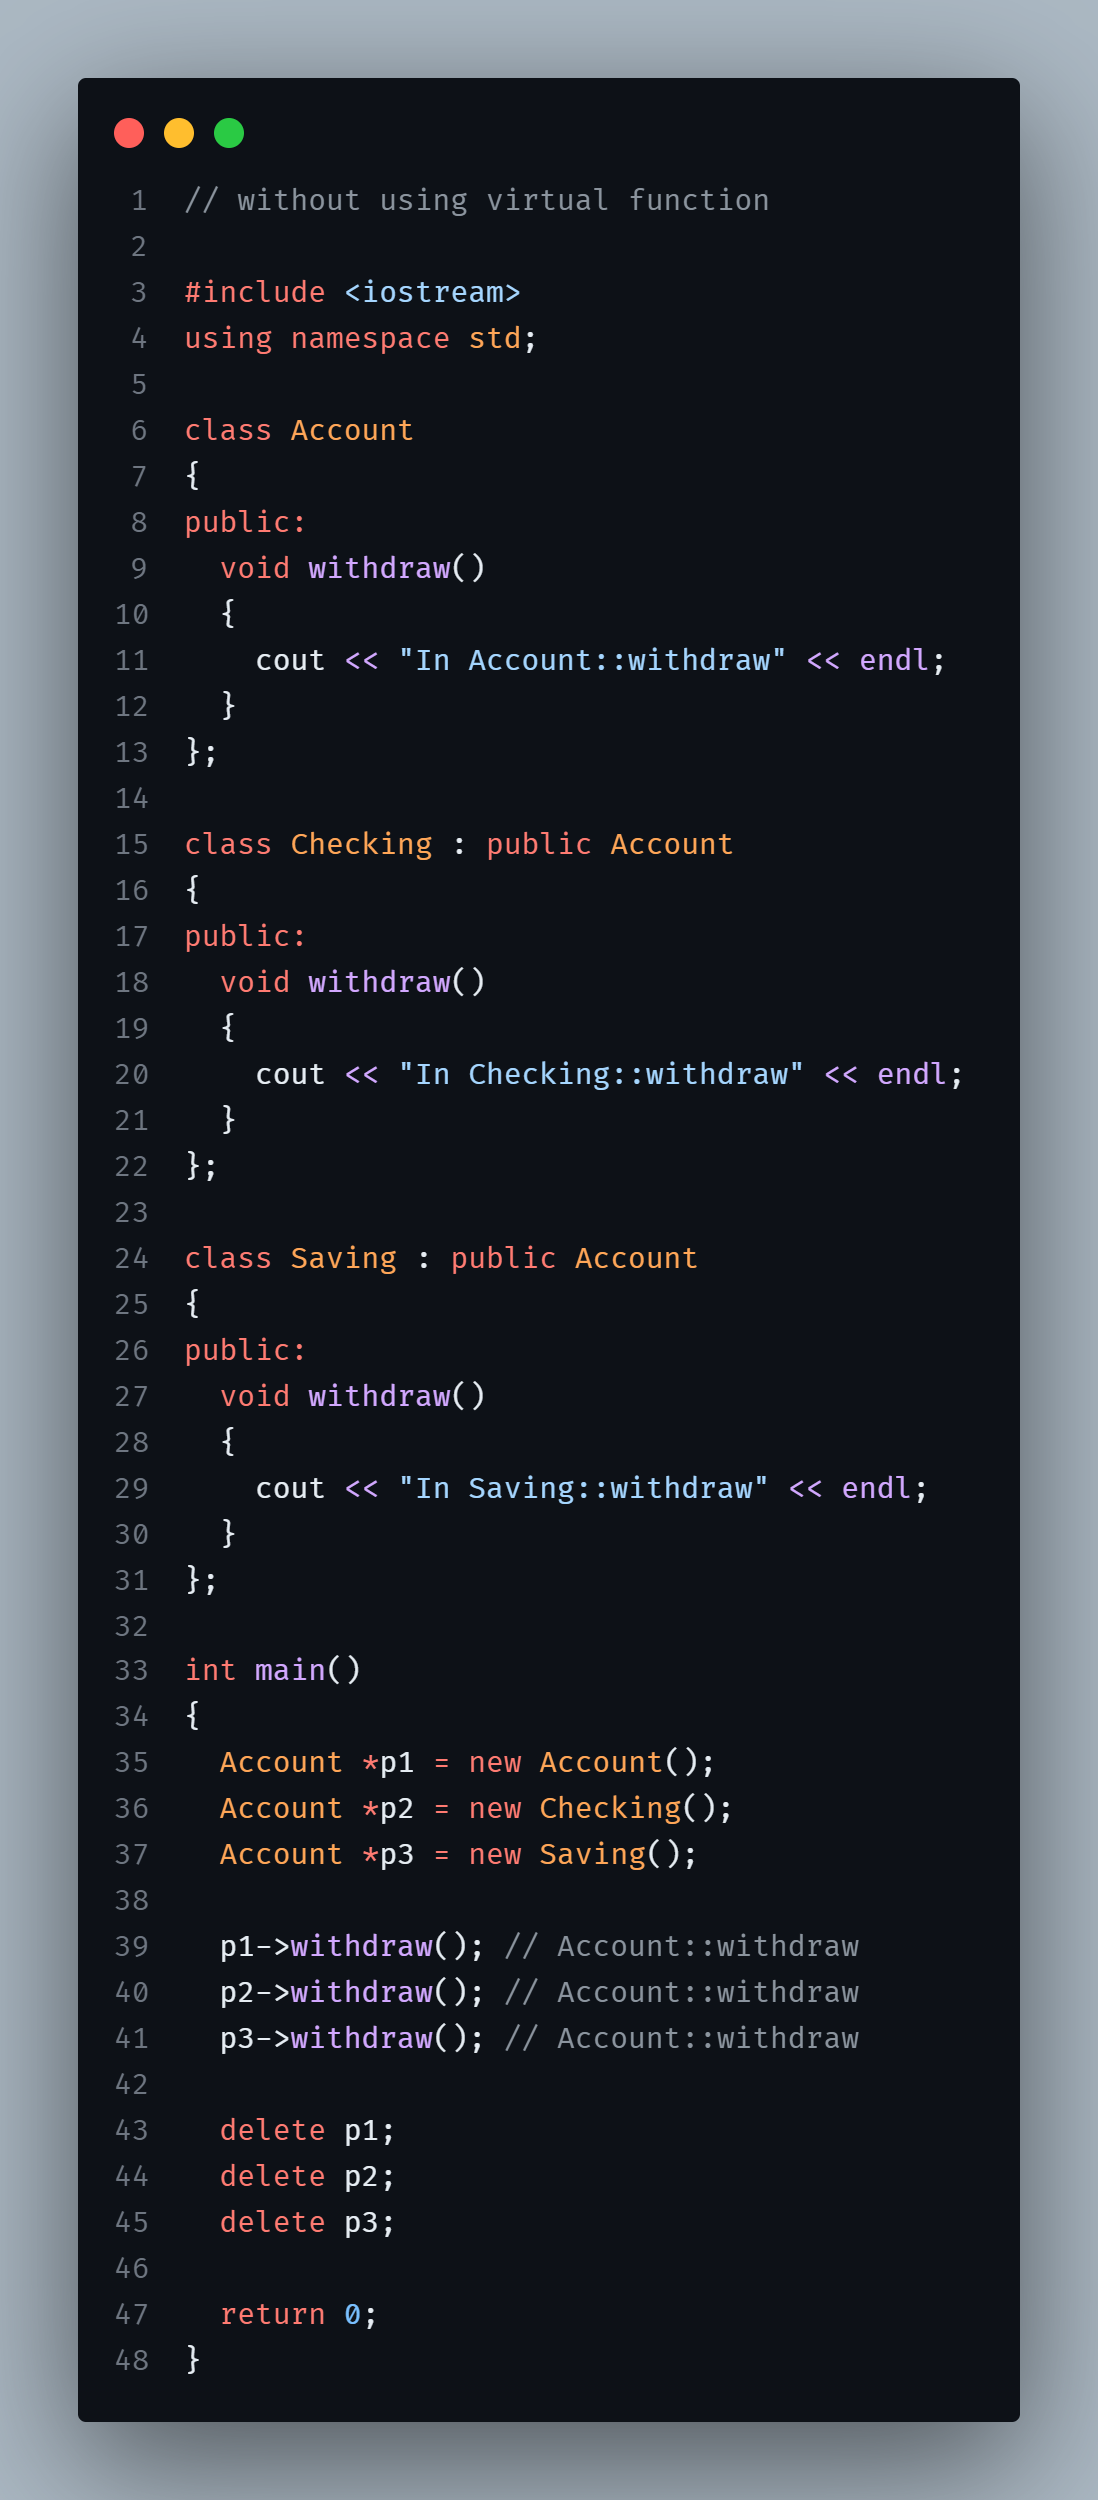 1 // without using virtual function
2
3 #include <iostream>
4 using namespace std;
5
6 class Account
7 {
8 public:
9   void withdraw()
10   {
11     cout << "In Account::withdraw" << endl;
12   }
13 };
14
15 class Checking : public Account
16 {
17 public:
18   void withdraw()
19   {
20     cout << "In Checking::withdraw" << endl;
21   }
22 };
23
24 class Saving : public Account
25 {
26 public:
27   void withdraw()
28   {
29     cout << "In Saving::withdraw" << endl;
30   }
31 };
32
33 int main()
34 {
35   Account *p1 = new Account();
36   Account *p2 = new Checking();
37   Account *p3 = new Saving();
38
39   p1->withdraw(); // Account::withdraw
40   p2->withdraw(); // Account::withdraw
41   p3->withdraw(); // Account::withdraw
42
43   delete p1;
44   delete p2;
45   delete p3;
46
47   return 0;
48 }